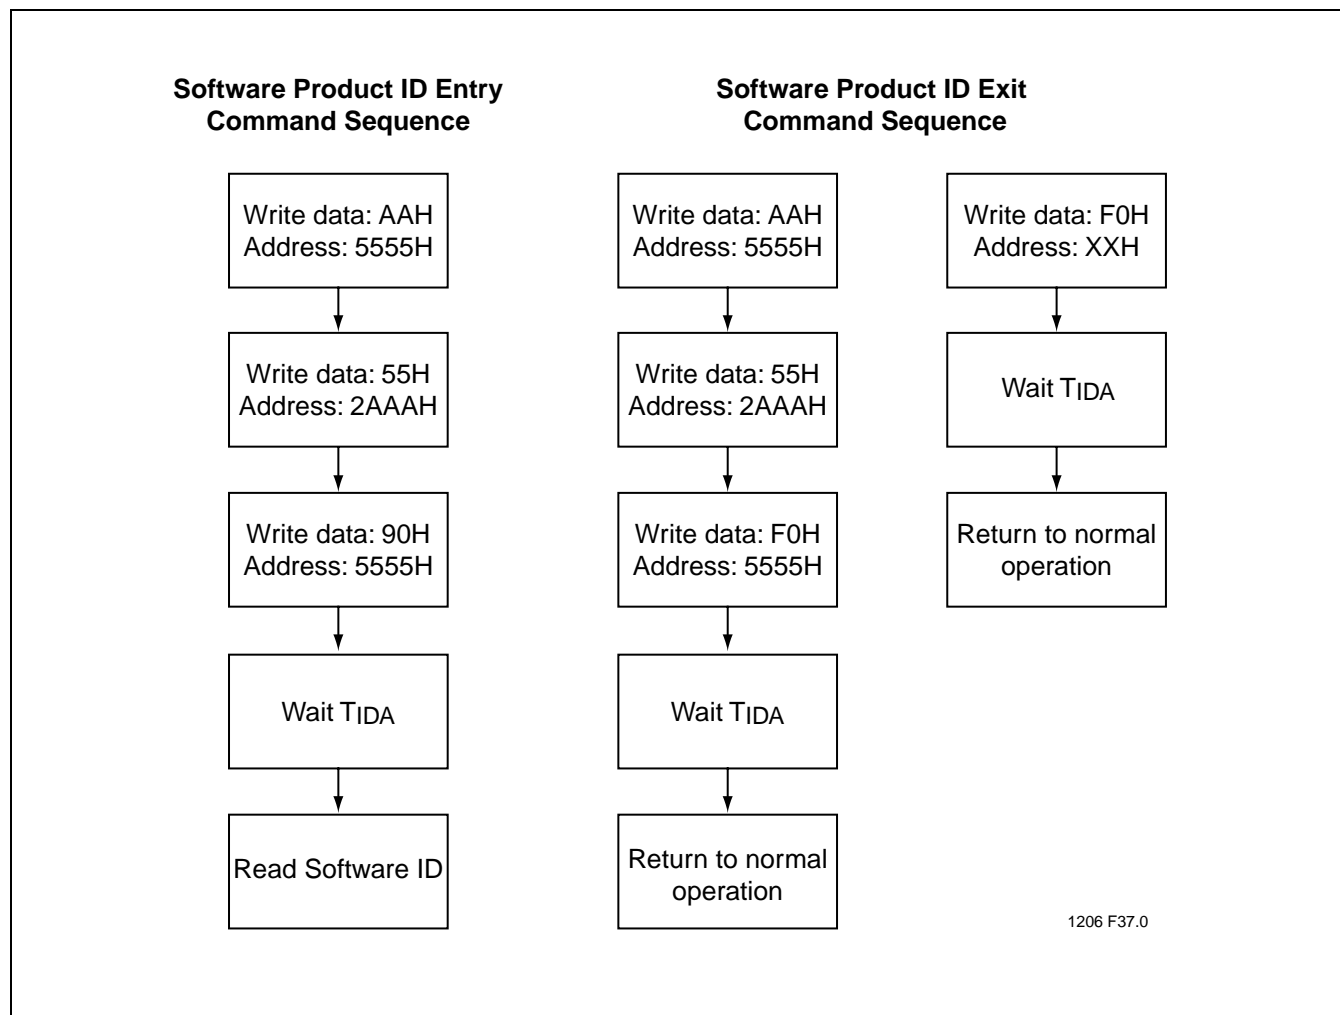 Software Product ID Entry
Command Sequence
Write data: AAH
Address: 5555H
Write data: 55H
Address: 2AAAH
Write data: 90H
Address: 5555H
Wait TIDA
Read Software ID
Software Product ID Exit
Command Sequence
Write data: AAH
Address: 5555H
Write data: 55H
Address: 2AAAH
Write data: F0H
Address: 5555H
Wait TIDA
Return to normal
operation
Write data: F0H
Address: XXH
Wait TIDA
Return to normal
operation
1206 F37.0